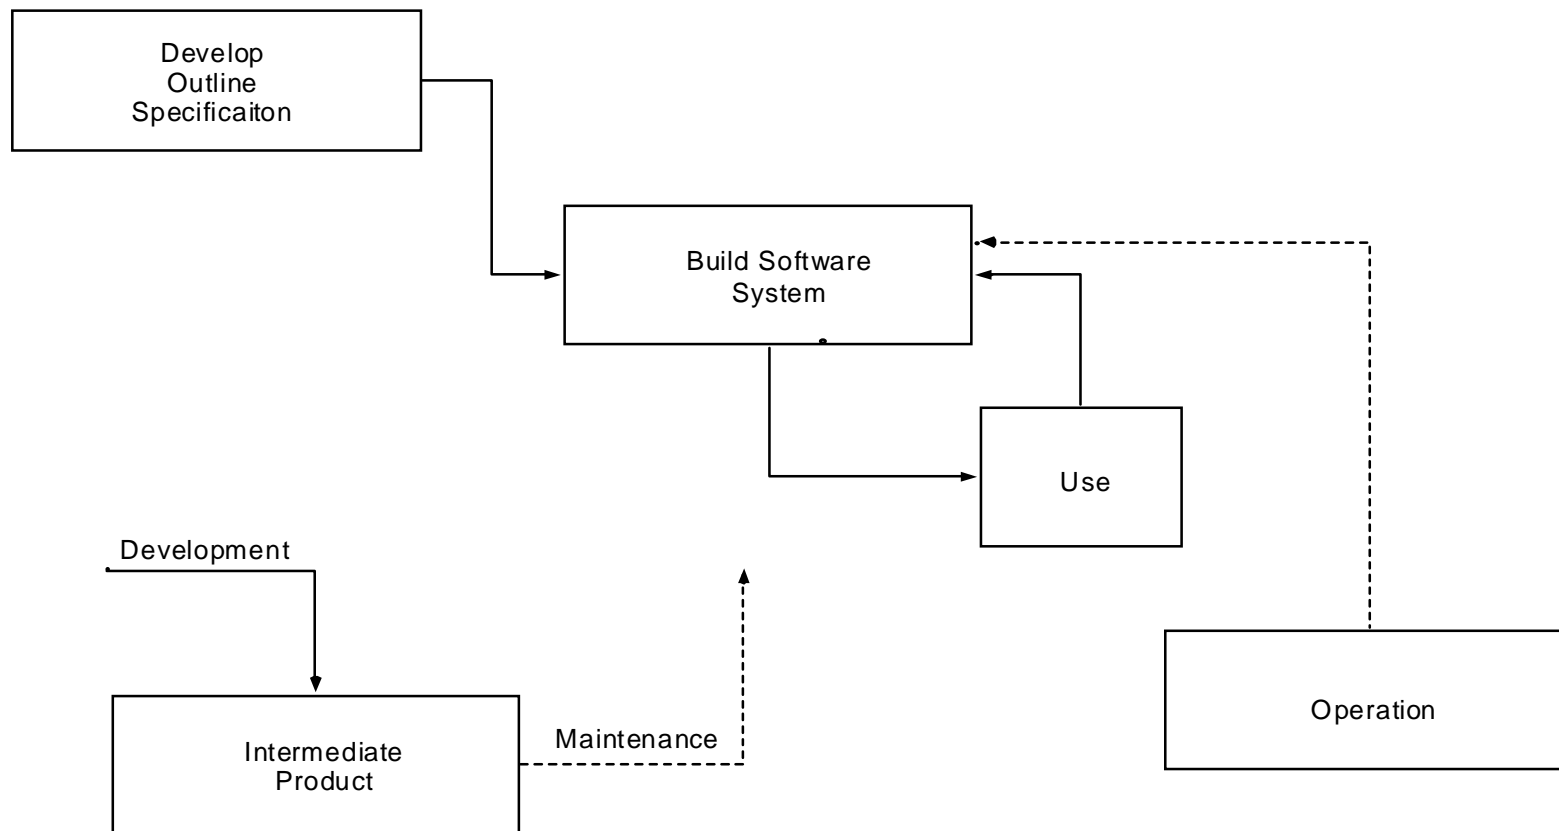 Develop
Outline
Specificaiton
Build Software
System
Use
Development
Maintenance
Intermediate
Product
Operation